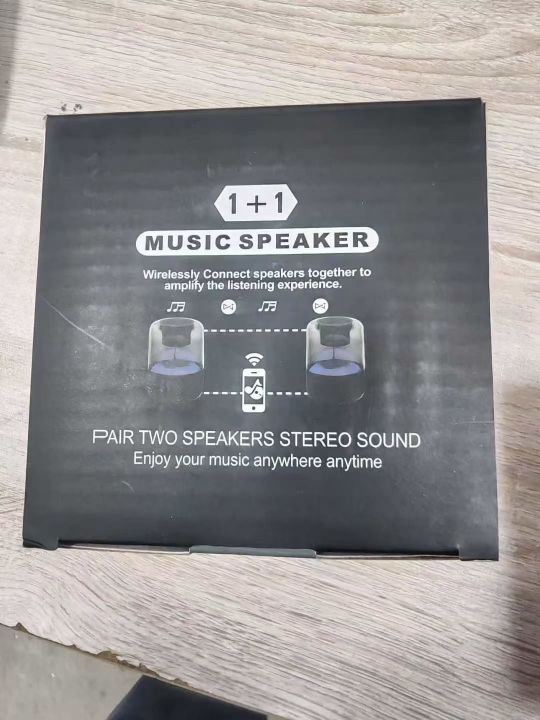 1+1
MUSIC SPEAKER
Wirelessly Connect speakers together to
amplify the listening experience.
PAIR TWO SPEAKERS STEREO SOUND
Enjoy your music anywhere anytime